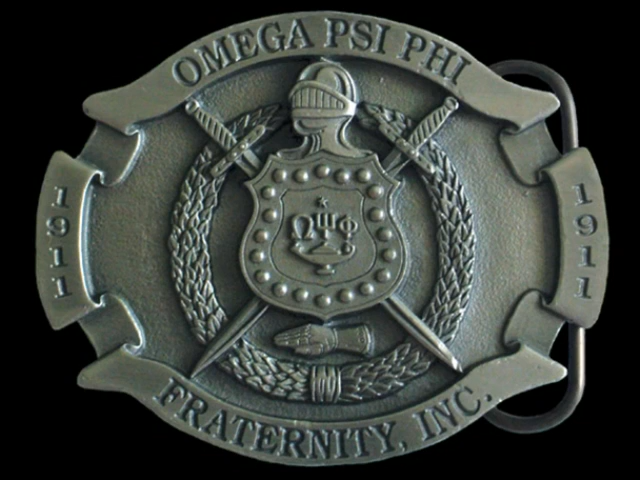 OMEGA PSI PHI
1911
1911
ΩΨΦ
FRATERNITY, INC.